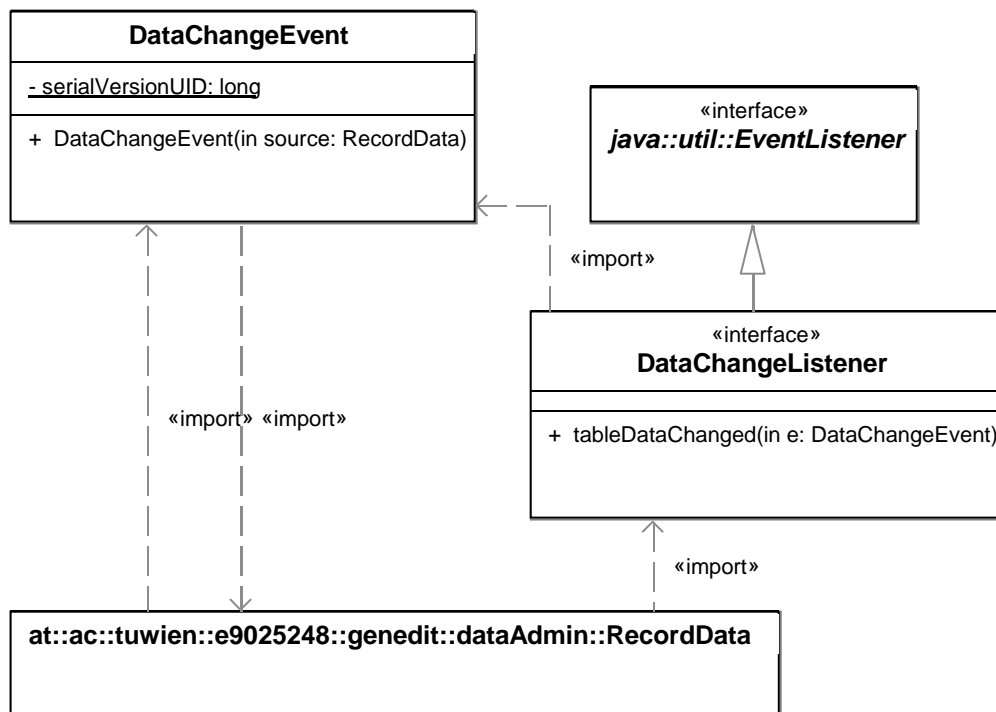 DataChangeEvent
- serialVersionUID: long
+ DataChangeEvent(in source: RecordData)
«interface»
java::util::EventListener
«import»
«interface»
DataChangeListener
+ tableDataChanged(in e: DataChangeEvent)
«import» «import»
«import»
at::ac::tuwien::e9025248::genedit::dataAdmin::RecordData